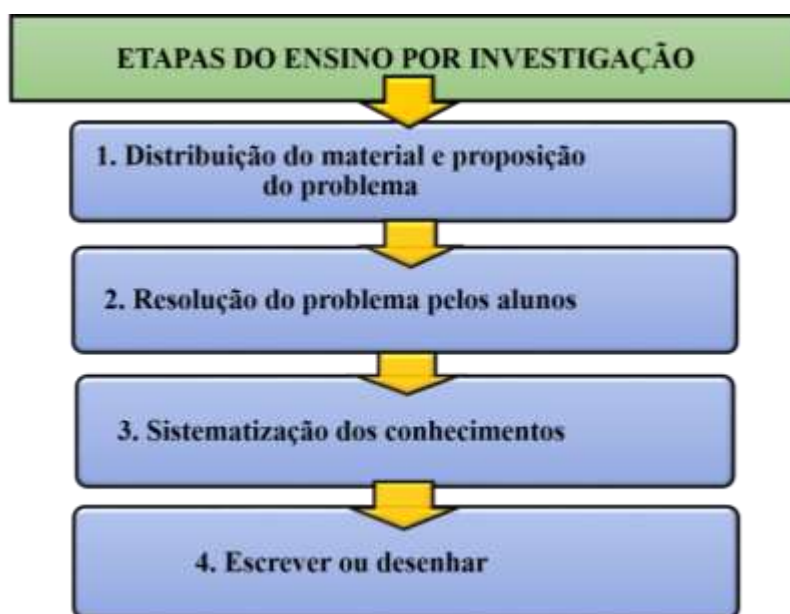 ETAPAS DO ENSINO POR INVESTIGAÇÃO
1. Distribuição do material e proposição
do problema
2. Resolução do problema pelos alunos
3. Sistematização dos conhecimentos
4. Escrever ou desenhar